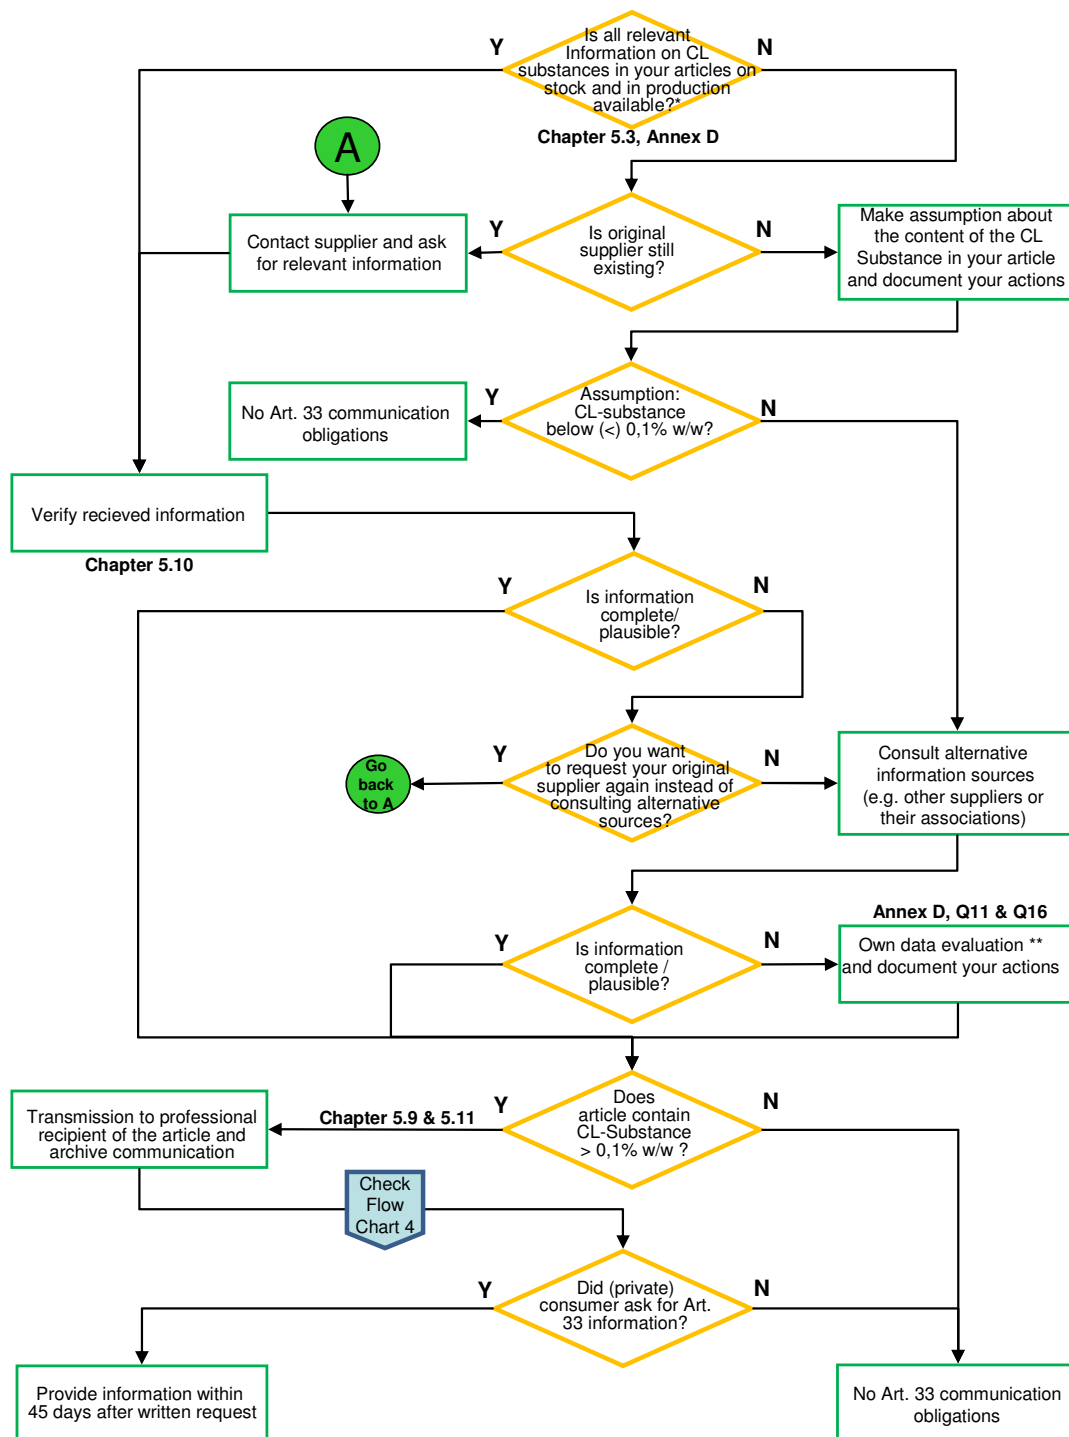 Y
Is all relevant
Information on CL
substances in your articles on
stock and in production
available?*
N
Chapter 5.3, Annex D
A
Contact supplier and ask
for relevant information
Y
Is original
supplier still
existing?
N
Make assumption about
the content of the CL
Substance in your article
and document your actions
No Art. 33 communication
obligations
Y
Assumption:
CL-substance
below (<) 0,1% w/w?
N
Verify recieved information
Chapter 5.10
Y
Is information
complete/
plausible?
N
Go
back
to A
Y
Do you want
to request your original
supplier again instead of
consulting alternative
sources?
N
Consult alternative
information sources
(e.g. other suppliers or
their associations)
Y
Is information
complete /
plausible?
N
Annex D, Q11 & Q16
Own data evaluation **
and document your actions
Transmission to professional
recipient of the article and
archive communication
Chapter 5.9 & 5.11
Y
Does
article contain
CL-Substance
> 0,1% w/w ?
N
Check
Flow
Chart 4
Y
Did (private)
consumer ask for Art.
33 information?
N
Provide information within
45 days after written request
No Art. 33 communication
obligations